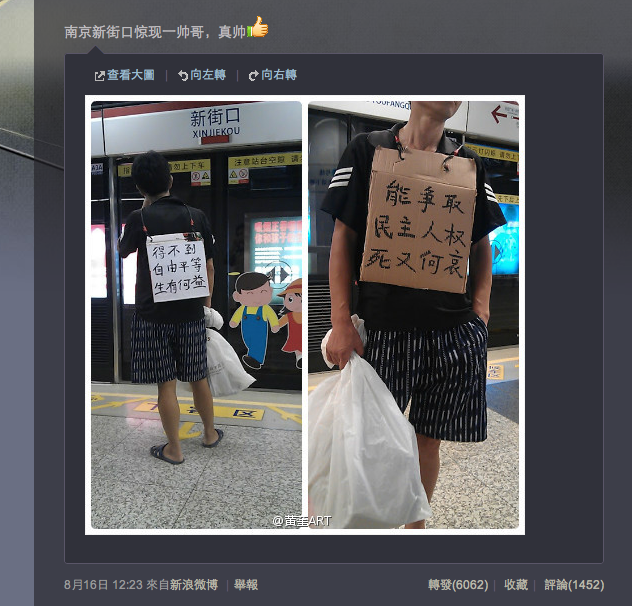 南京新街口惊现一帅哥，真帅
查看大圖 | 向左轉 | 向右轉
新街口
XINJIEKOU
注意站台空隙
得不到
自由平等
生有何益
能争取
民主人权
死又何哀
@黄奎ART
8月16日 12:23 來自新浪微博 | 舉報
轉發(6062) | 收藏 | 評論(1452)